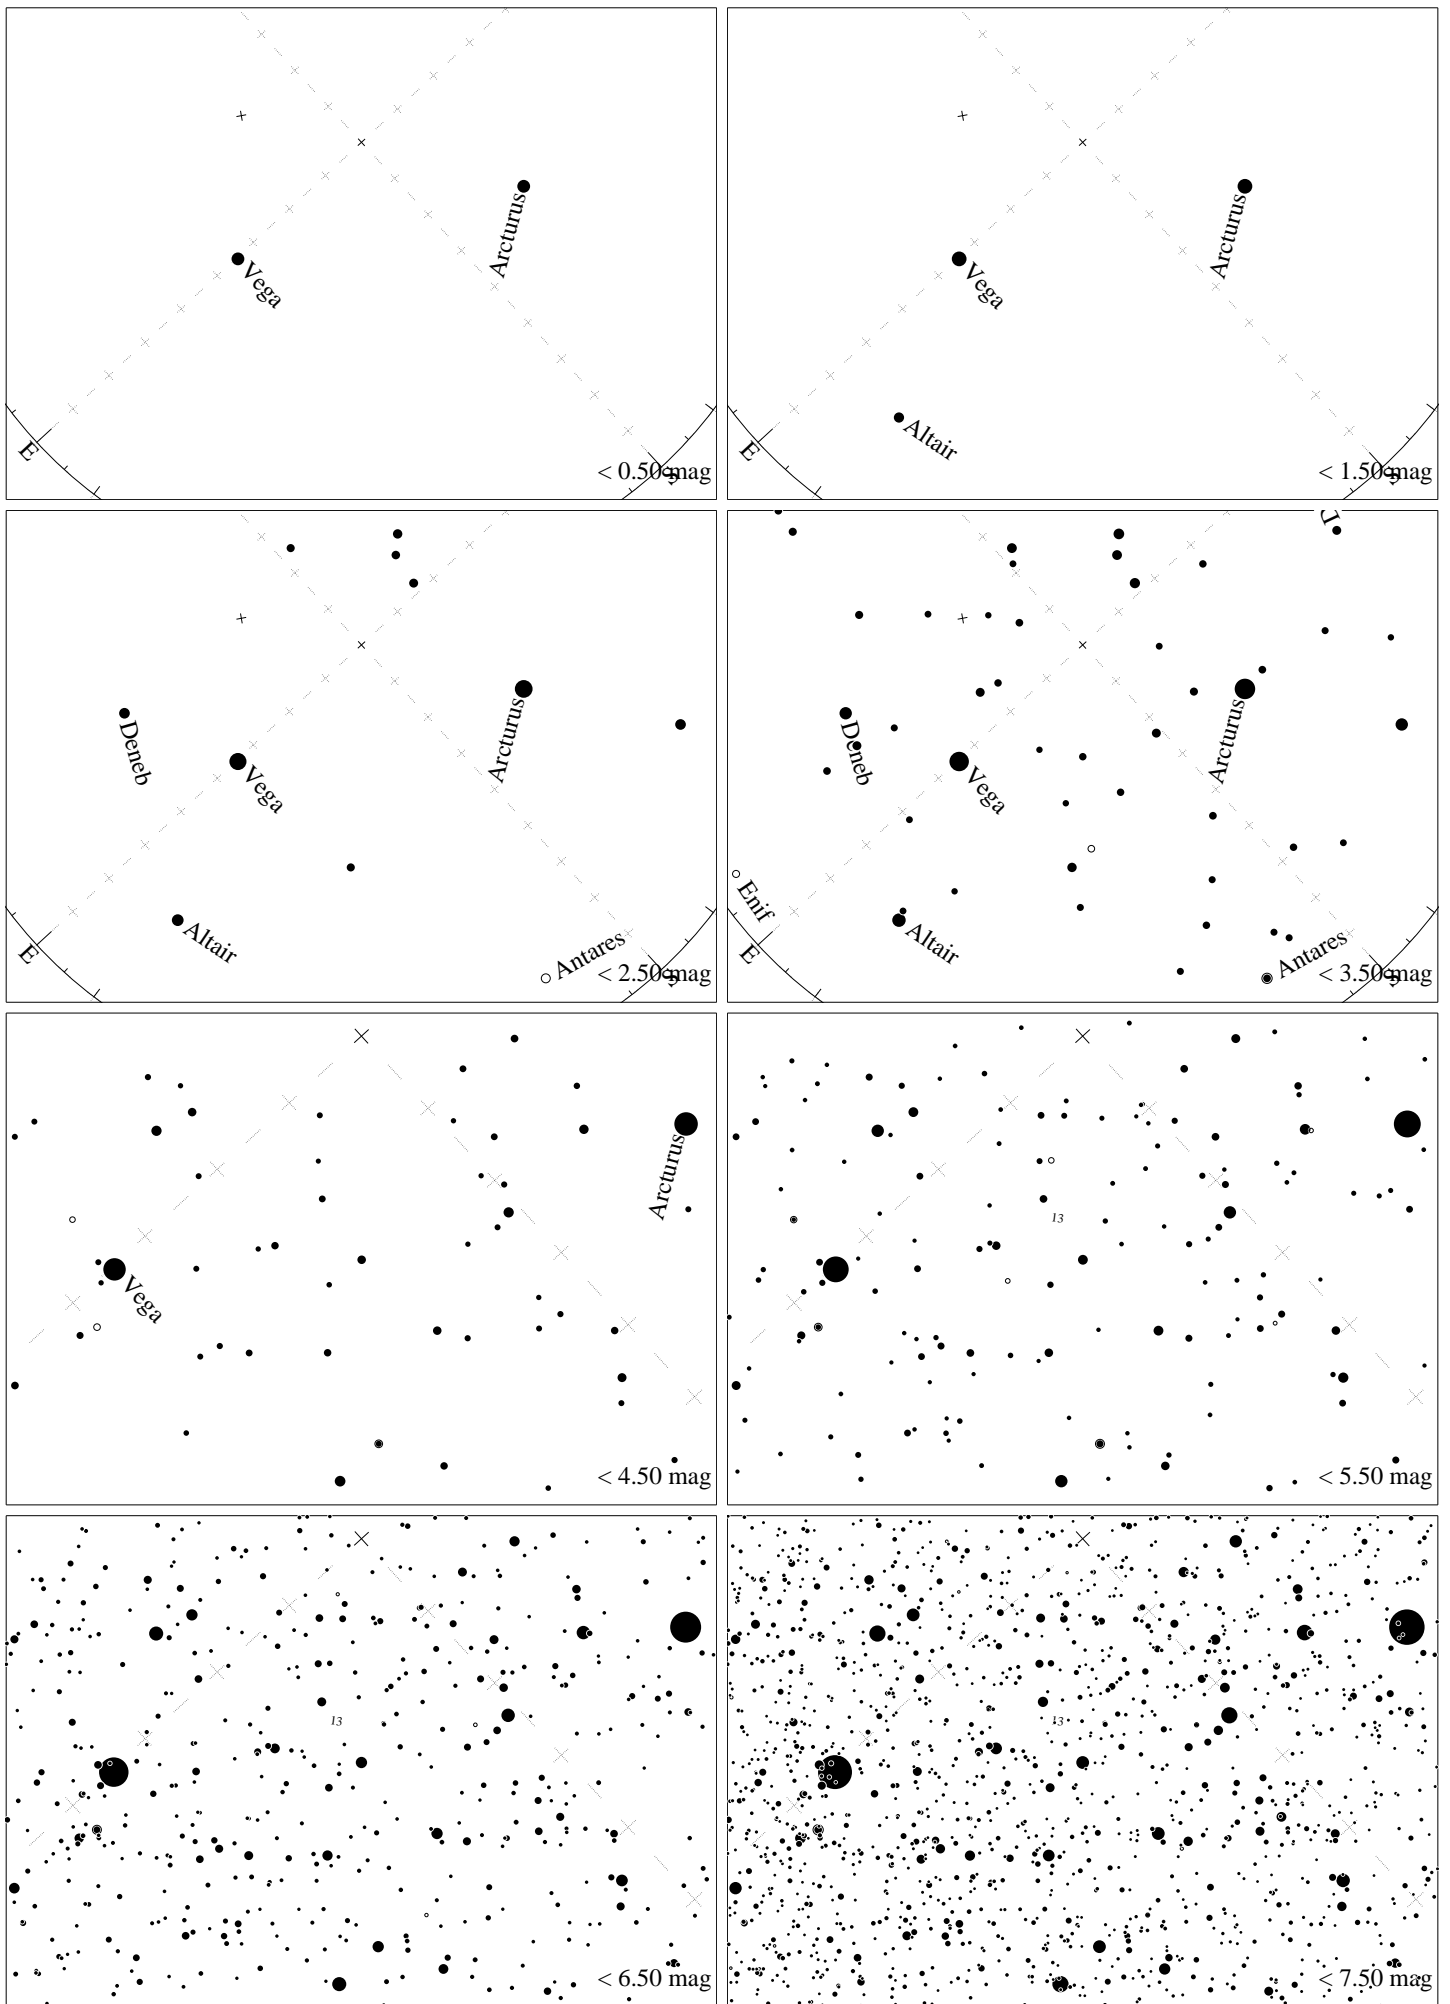 Arcturus
Vega
E
< 0.50 mag
Arcturus
Vega
Altair
E
< 1.50 mag
Deneb
Arcturus
Vega
Altair
Antares
E
< 2.50 mag
D
Deneb
Arcturus
Vega
Enif
Altair
Antares
E
< 3.50 mag
Arcturus
Vega
< 4.50 mag
13
< 5.50 mag
13
< 6.50 mag
13
< 7.50 mag